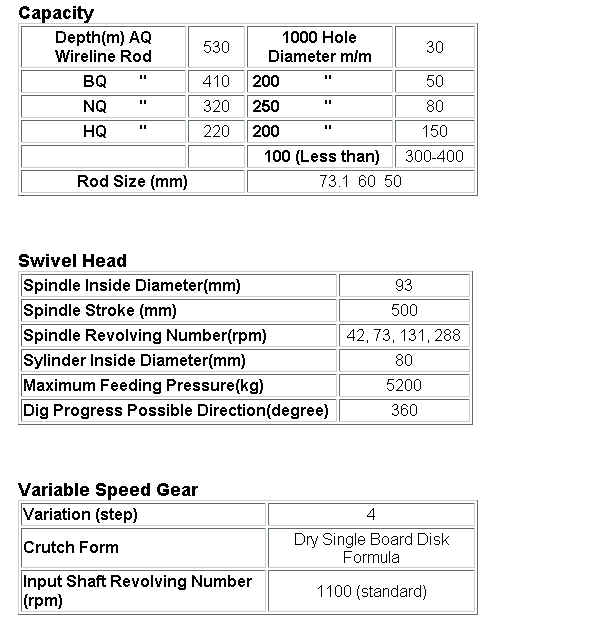 Capacity
Depth(m) AQ Wireline Rod 530 1000 Hole Diameter m/m 30
BQ " 410 200 " 50
NQ " 320 250 " 80
HQ " 220 200 " 150
100 (Less than) 300-400
Rod Size (mm) 73.1 60 50
Swivel Head
Spindle Inside Diameter(mm) 93
Spindle Stroke (mm) 500
Spindle Revolving Number(rpm) 42, 73, 131, 288
Sylinder Inside Diameter(mm) 80
Maximum Feeding Pressure(kg) 5200
Dig Progress Possible Direction(degree) 360
Variable Speed Gear
Variation (step) 4
Crutch Form Dry Single Board Disk Formula
Input Shaft Revolving Number (rpm) 1100 (standard)